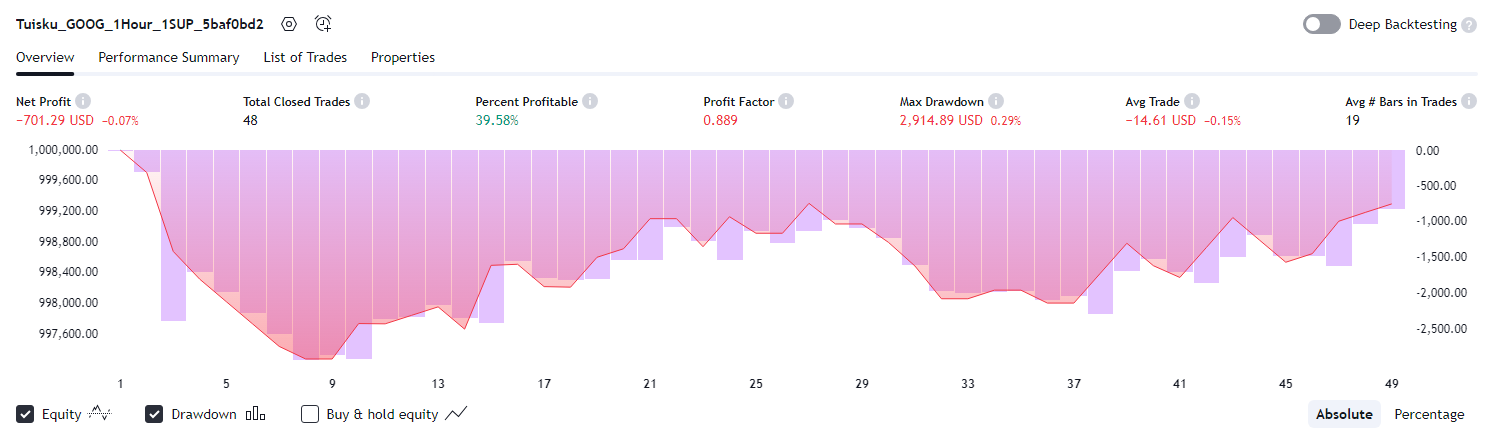 Tuisku_GOOG_1Hour_1SUP_5baf0bd2 Deep Backtesting ?
Overview Performance Summary List of Trades Properties
Net Profit Total Closed Trades Percent Profitable Profit Factor Max Drawdown Avg Trade Avg # Bars in Trades
−701.29 USD −0.07% 48 39.58% 0.889 2,914.89 USD 0.29% −14.61 USD −0.15% 19
1,000,000.00 0.00
999,600.00 -500.00
999,200.00 -1,000.00
998,800.00 -1,500.00
998,400.00 -2,000.00
998,000.00 -2,500.00
997,600.00
1 5 9 13 17 21 25 29 33 37 41 45 49
Equity Drawdown Buy & hold equity Absolute Percentage